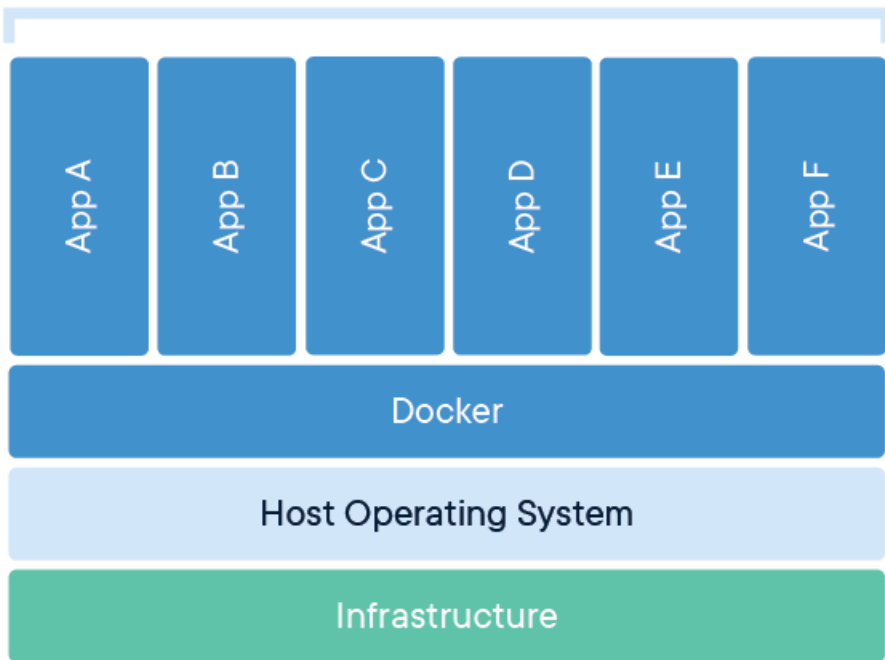 App A
App B
App C
App D
App E
App F
Docker
Host Operating System
Infrastructure